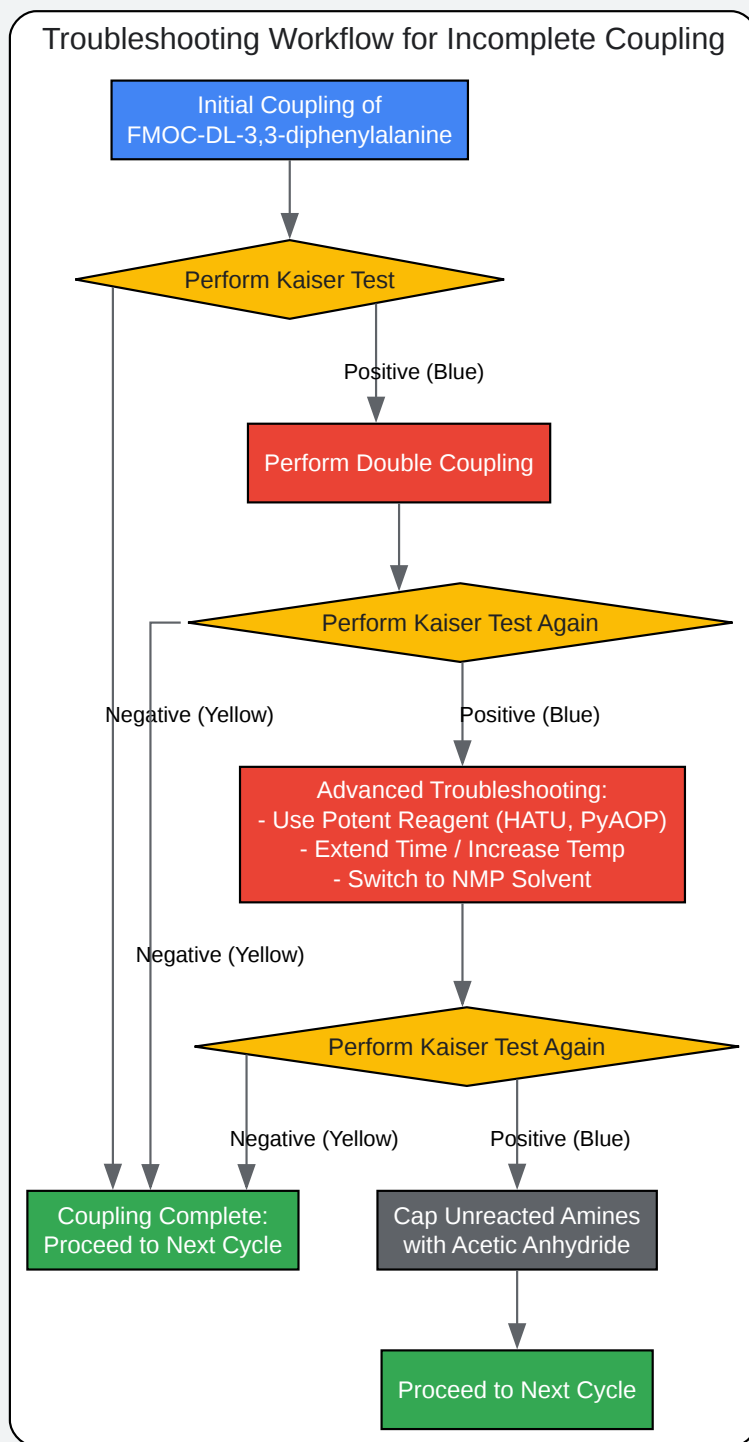 Troubleshooting Workflow for Incomplete Coupling
Initial Coupling of
FMOC-DL-3,3-diphenylalanine
Perform Kaiser Test
Positive (Blue)
Perform Double Coupling
Perform Kaiser Test Again
Negative (Yellow)
Positive (Blue)
Advanced Troubleshooting:
- Use Potent Reagent (HATU, PyAOP)
- Extend Time / Increase Temp
- Switch to NMP Solvent
Negative (Yellow)
Perform Kaiser Test Again
Negative (Yellow)
Positive (Blue)
Coupling Complete:
Proceed to Next Cycle
Cap Unreacted Amines
with Acetic Anhydride
Proceed to Next Cycle